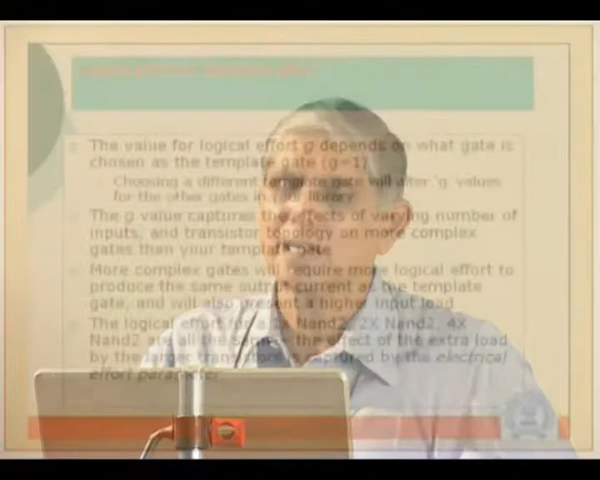 The value for logical effort g depends on what gate is
chosen as the template gate (g=1)
Choosing a different template gate will alter 'g' values
for the other gates in the library
The g value captures the effects of varying number of
inputs, and transistor topology on more complex
gates than your template gate
More complex gates will require more logical effort to
produce the same output current as the template
gate, and will also present a higher input load
The logical effort for a 1X Nand2, 2X Nand2, 4X
Nand2 are all the same, the effect of the extra load
by the larger transistors captured by the electrical
effort parameter